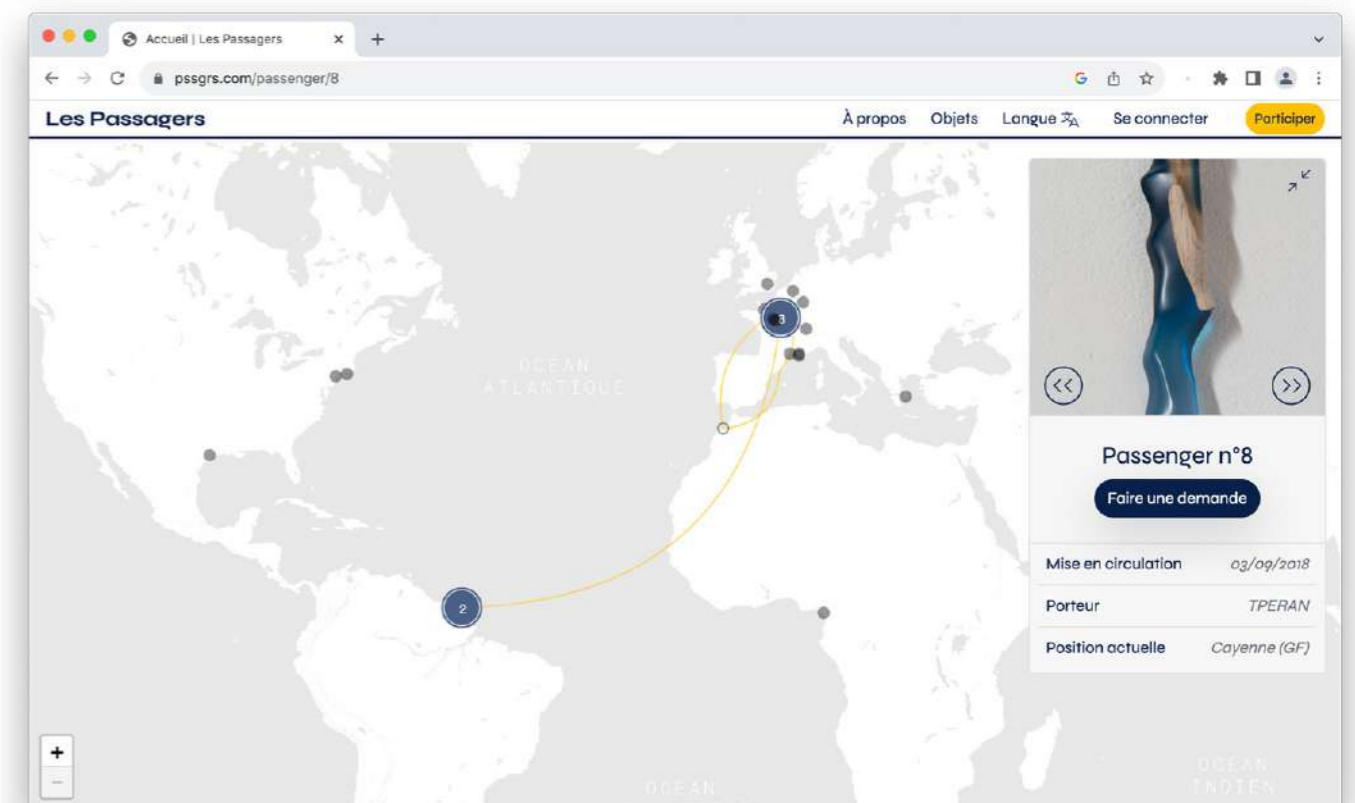 Accueil | Les Passagers
pssgrs.com/passenger/8
Les Passagers
À propos Objets Langue Se connecter Participer
OCÉAN
ATLANTIQUE
3
2
Passenger n°8
Faire une demande
Mise en circulation 03/09/2018
Porteur TPERAN
Position actuelle Cayenne (GF)
+
−
OCÉAN
OCÉAN
INDIEN